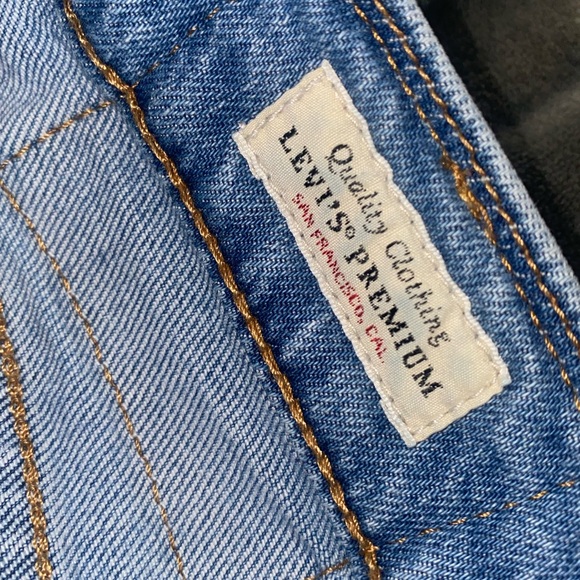 Quality Clothing
LEVI'S® PREMIUM
SAN FRANCISCO, CAL.